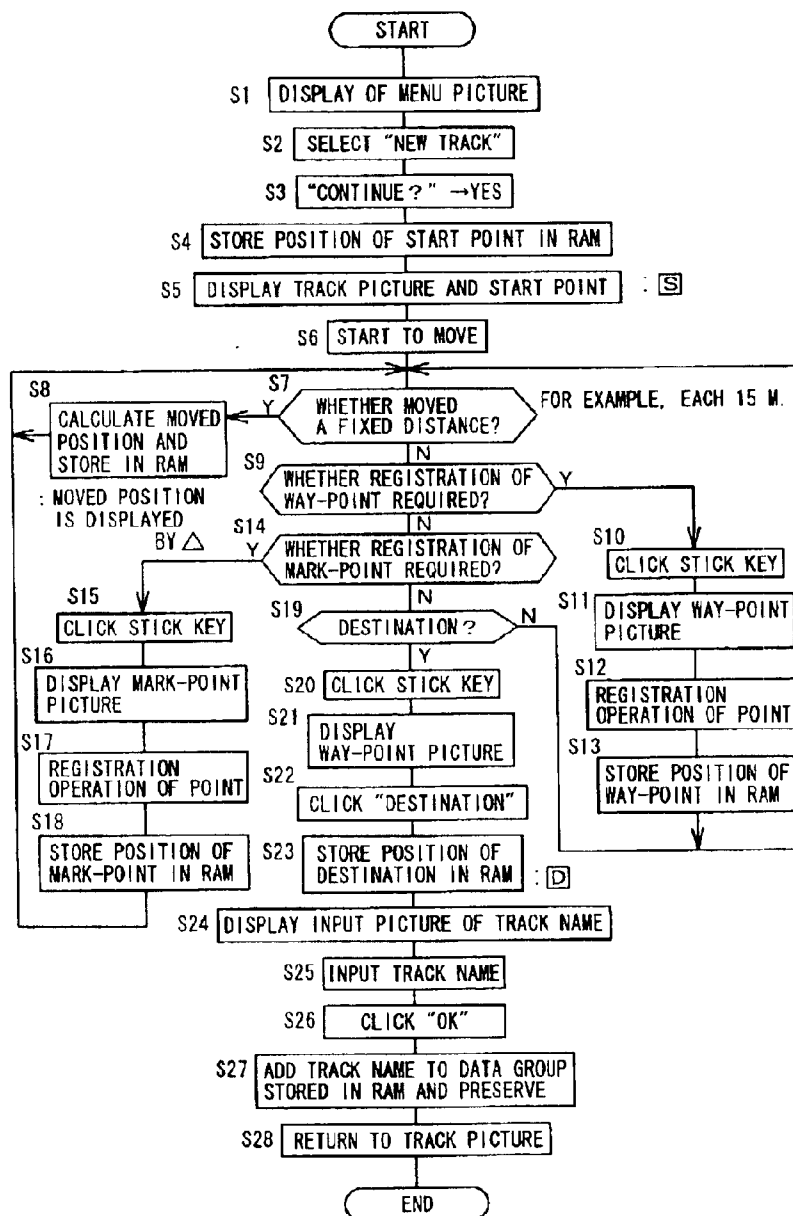 START
S1 DISPLAY OF MENU PICTURE
S2 SELECT "NEW TRACK"
S3 "CONTINUE?" →YES
S4 STORE POSITION OF START POINT IN RAM
S5 DISPLAY TRACK PICTURE AND START POINT : S
S6 START TO MOVE
S7
WHETHER MOVED
A FIXED DISTANCE?
Y
N
FOR EXAMPLE, EACH 15 M.
S8
CALCULATE MOVED
POSITION AND
STORE IN RAM
: MOVED POSITION
IS DISPLAYED
BY △
S9
WHETHER REGISTRATION OF
WAY-POINT REQUIRED?
Y
N
S10
CLICK STICK KEY
S11
DISPLAY WAY-POINT
PICTURE
S12
REGISTRATION
OPERATION OF POINT
S13
STORE POSITION OF
WAY-POINT IN RAM
S14
WHETHER REGISTRATION OF
MARK-POINT REQUIRED?
Y
N
S15
CLICK STICK KEY
S16
DISPLAY MARK-POINT
PICTURE
S17
REGISTRATION
OPERATION OF POINT
S18
STORE POSITION OF
MARK-POINT IN RAM
S19
DESTINATION?
N
Y
S20 CLICK STICK KEY
S21
DISPLAY
WAY-POINT PICTURE
S22
CLICK "DESTINATION"
S23
STORE POSITION OF
DESTINATION IN RAM : D
S24 DISPLAY INPUT PICTURE OF TRACK NAME
S25 INPUT TRACK NAME
S26 CLICK "OK"
S27 ADD TRACK NAME TO DATA GROUP
STORED IN RAM AND PRESERVE
S28 RETURN TO TRACK PICTURE
END